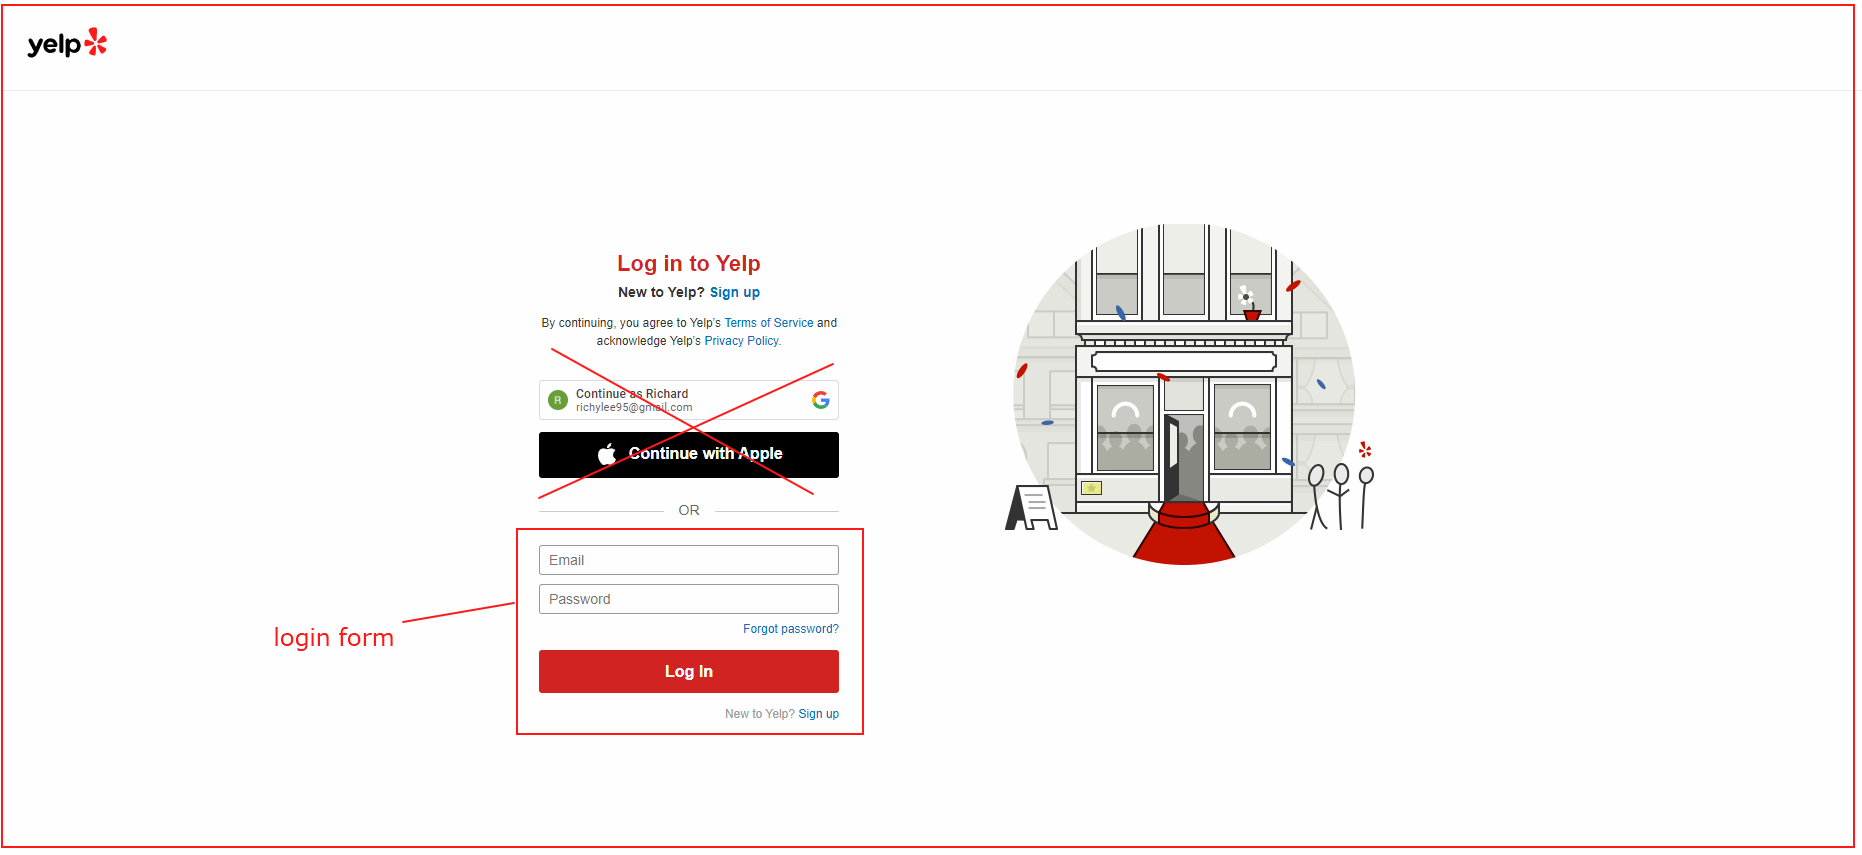 yelp
Log in to Yelp
New to Yelp? Sign up
By continuing, you agree to Yelp's Terms of Service and
acknowledge Yelp's Privacy Policy.
R
Continue as Richard
richylee95@gmail.com
Continue with Apple
OR
Email
Password
Forgot password?
login form
Log In
New to Yelp? Sign up